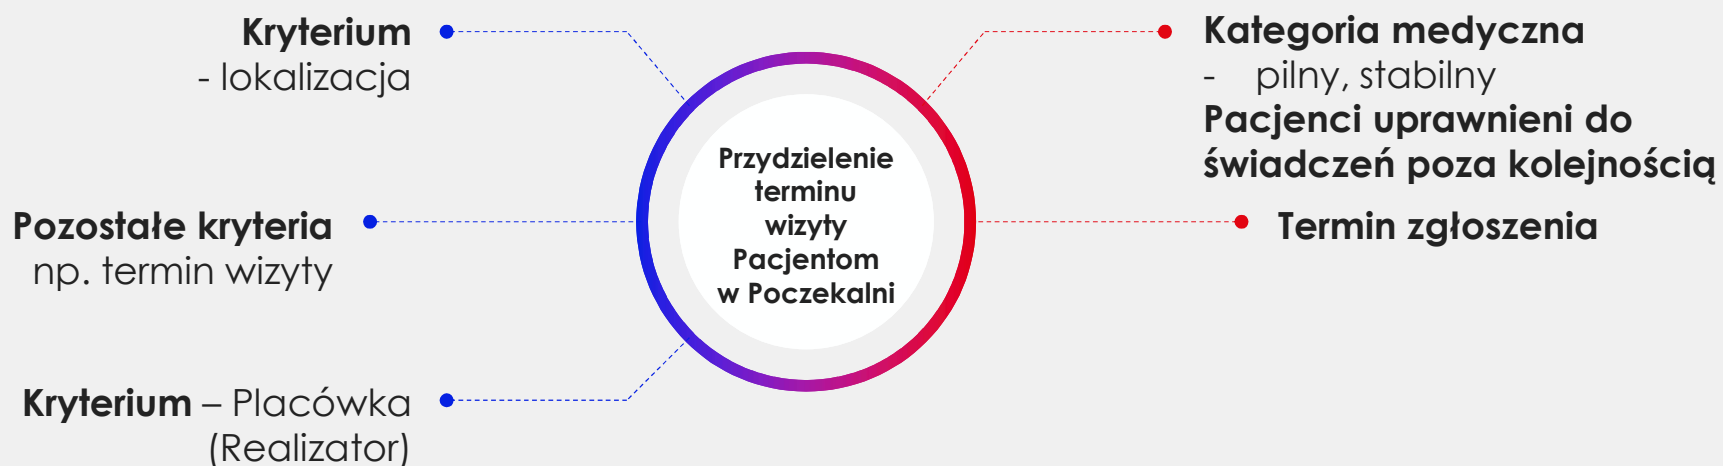 Kryterium
- lokalizacja
Pozostałe kryteria
np. termin wizyty
Kryterium – Placówka
(Realizator)
Przydzielenie
terminu
wizyty
Pacjentom
w Poczekalni
Kategoria medyczna
- pilny, stabilny
Pacjenci uprawnieni do
świadczeń poza kolejnością
Termin zgłoszenia